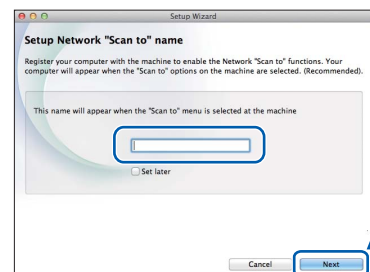 Setup Wizard
Setup Network "Scan to" name
Register your computer with the machine to enable the Network "Scan to" functions. Your
computer will appear when the "Scan to" options on the machine are selected. (Recommended).
This name will appear when the "Scan to" menu is selected at the machine
Set later
Cancel
Next